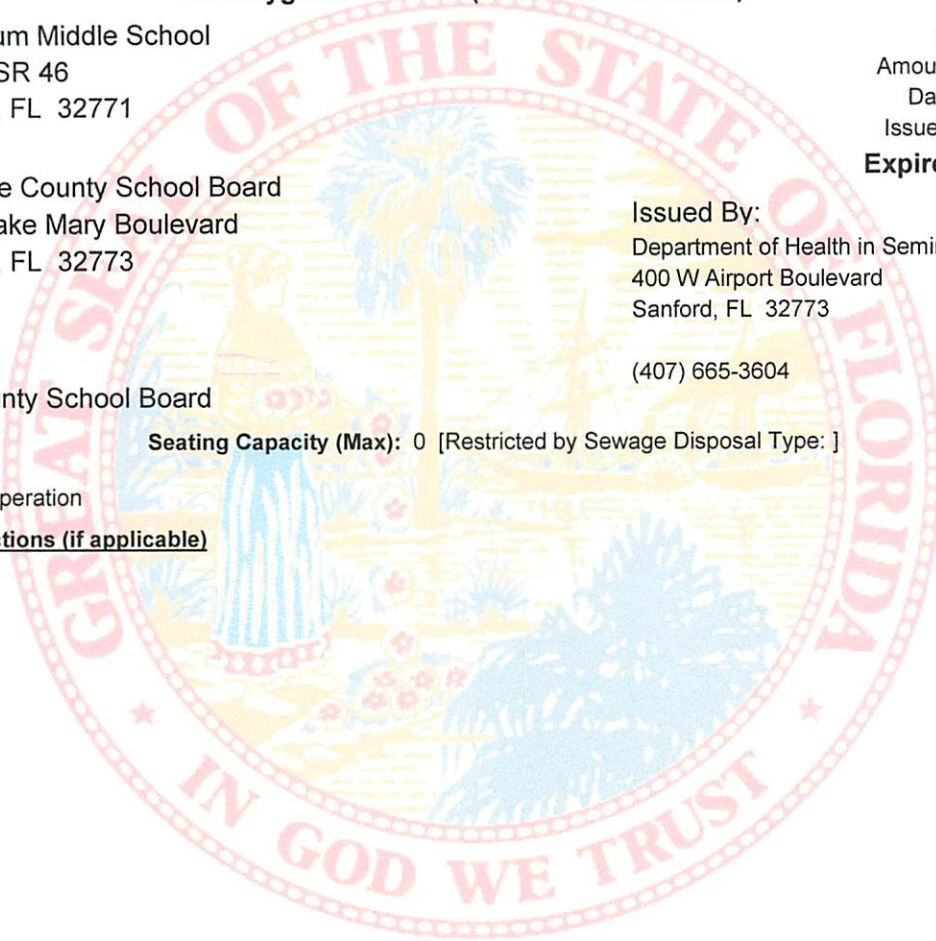 um Middle School
SR 46
FL 32771
e County School Board
ake Mary Boulevard
FL 32773
Amou
Da
Issue
Expire
Issued By:
Department of Health in Semi
400 W Airport Boulevard
Sanford, FL 32773
(407) 665-3604
nty School Board
Seating Capacity (Max): 0 [Restricted by Sewage Disposal Type: ]
peration
tions (if applicable)
GREAT SEAL OF THE STATE OF FLORIDA
IN GOD WE TRUST